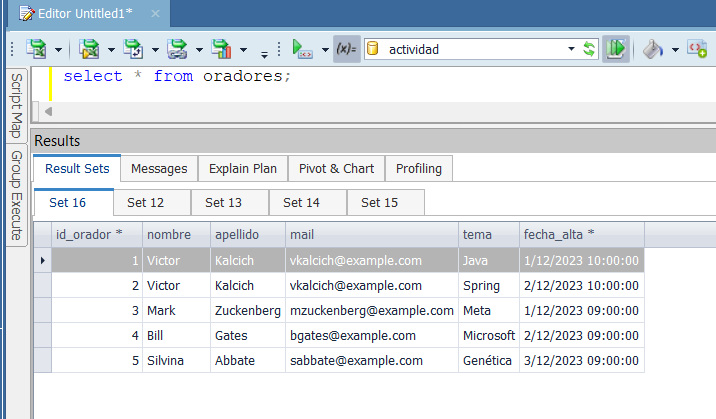 Editor Untitled1*
(x)= actividad
select * from oradores;
Script Map
Group Execute
Results
Result Sets Messages Explain Plan Pivot & Chart Profiling
Set 16 Set 12 Set 13 Set 14 Set 15
id_orador * nombre apellido mail tema fecha_alta *
1 Victor Kalcich vkalcich@example.com Java 1/12/2023 10:00:00
2 Victor Kalcich vkalcich@example.com Spring 2/12/2023 10:00:00
3 Mark Zuckenberg mzuckenberg@example.com Meta 1/12/2023 09:00:00
4 Bill Gates bgates@example.com Microsoft 2/12/2023 09:00:00
5 Silvina Abbate sabbate@example.com Genética 3/12/2023 09:00:00